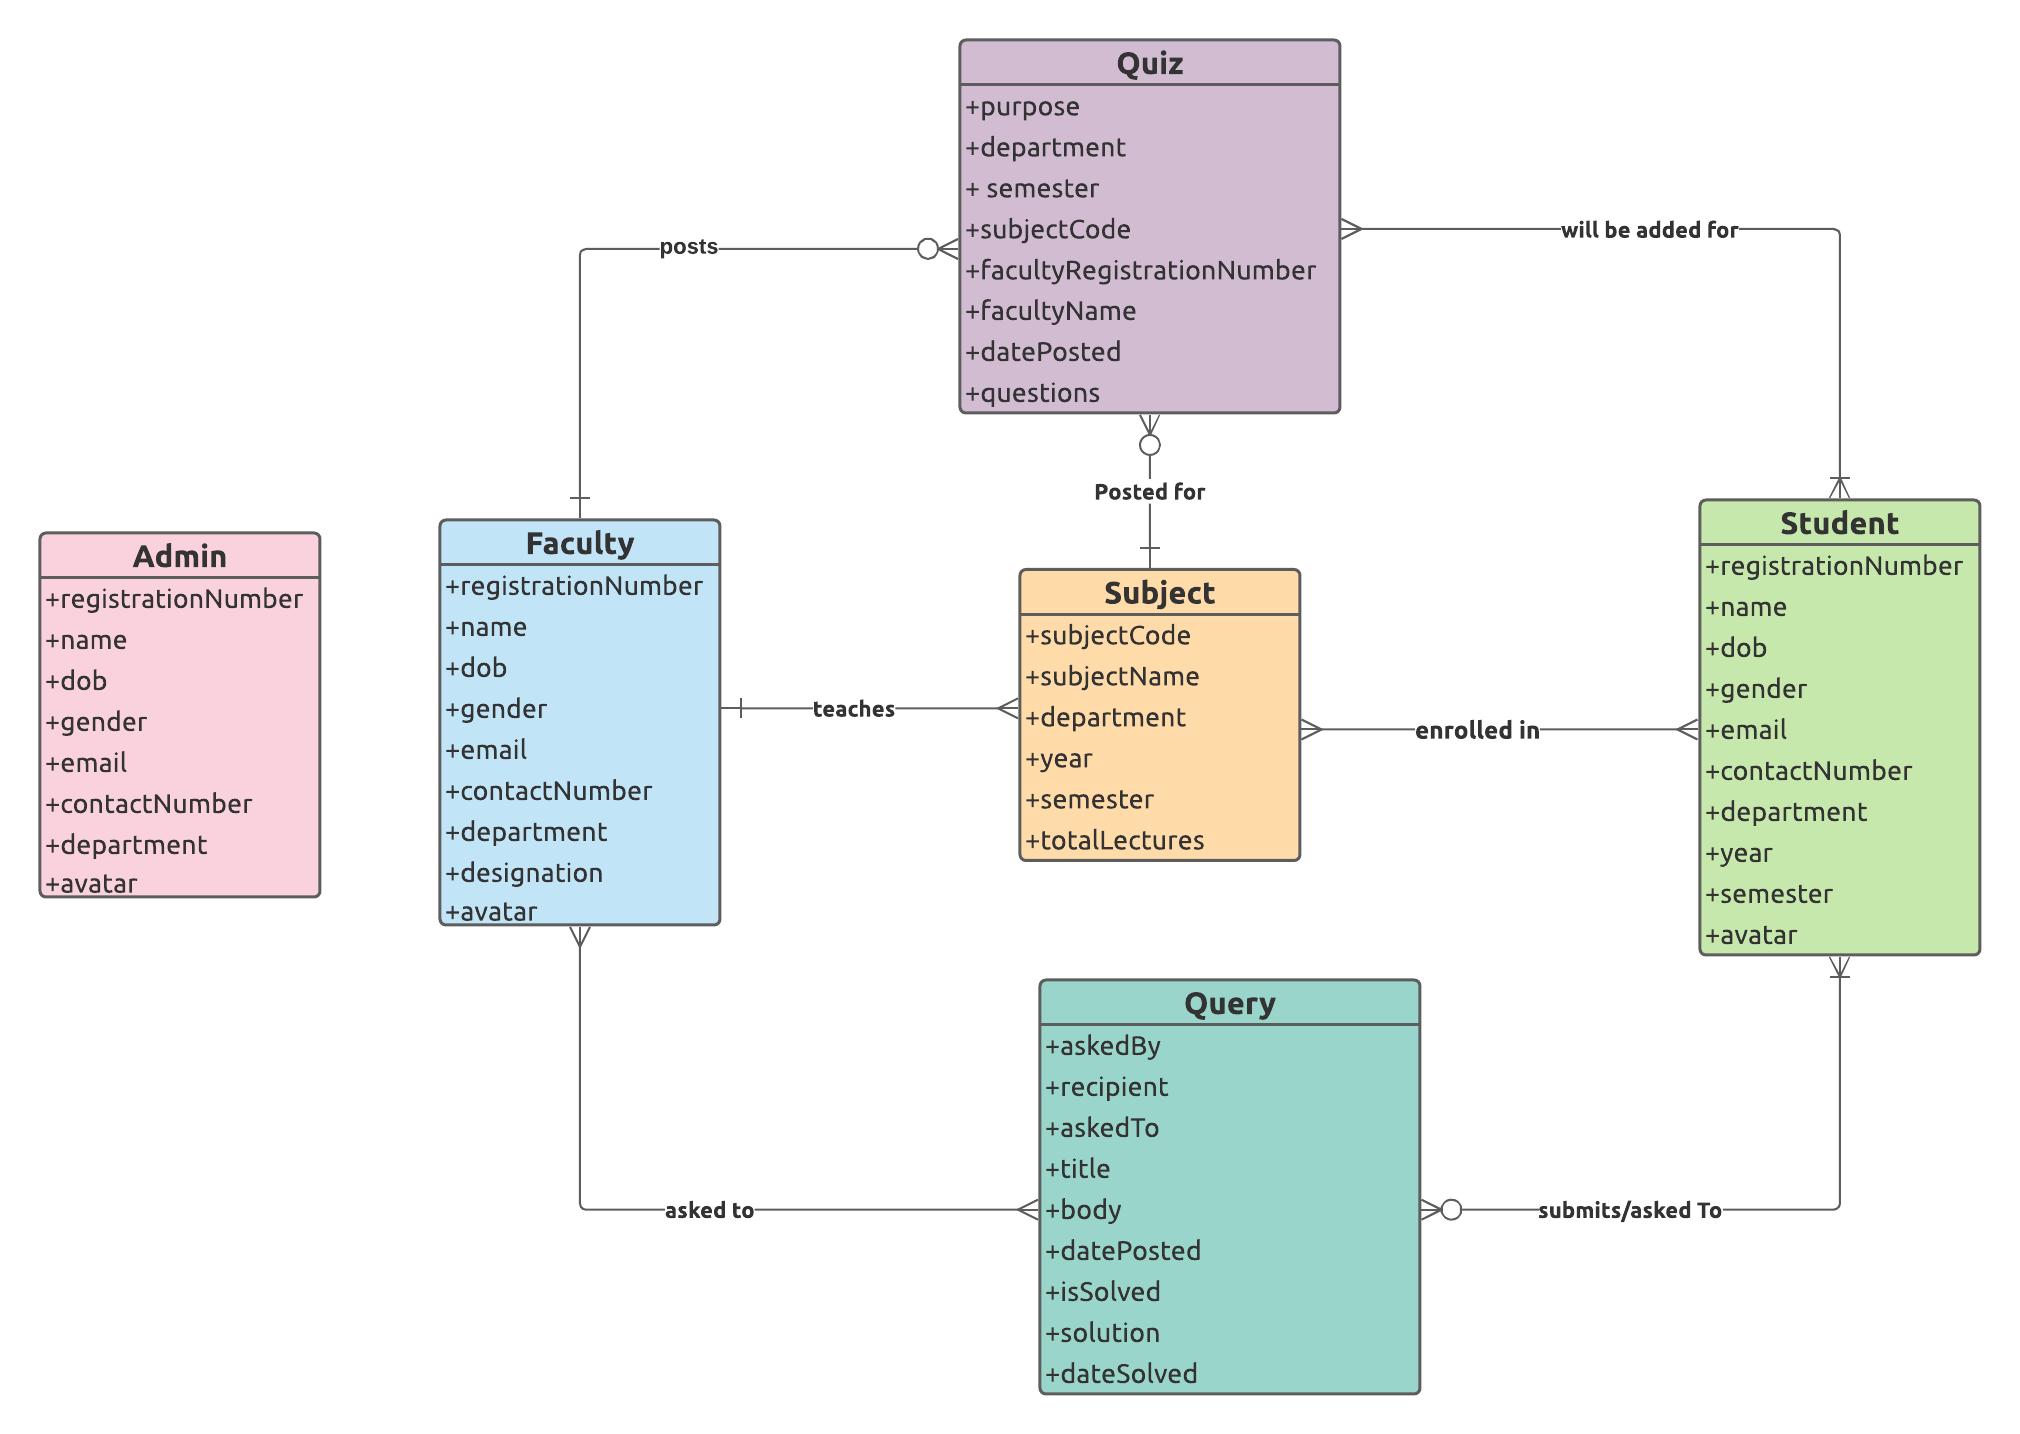 Quiz
+purpose
+department
+ semester
+subjectCode
+facultyRegistrationNumber
+facultyName
+datePosted
+questions
posts
will be added for
Posted for
Admin
+registrationNumber
+name
+dob
+gender
+email
+contactNumber
+department
+avatar
Faculty
+registrationNumber
+name
+dob
+gender
+email
+contactNumber
+department
+designation
+avatar
teaches
Subject
+subjectCode
+subjectName
+department
+year
+semester
+totalLectures
enrolled in
Student
+registrationNumber
+name
+dob
+gender
+email
+contactNumber
+department
+year
+semester
+avatar
asked to
Query
+askedBy
+recipient
+askedTo
+title
+body
+datePosted
+isSolved
+solution
+dateSolved
submits/asked To